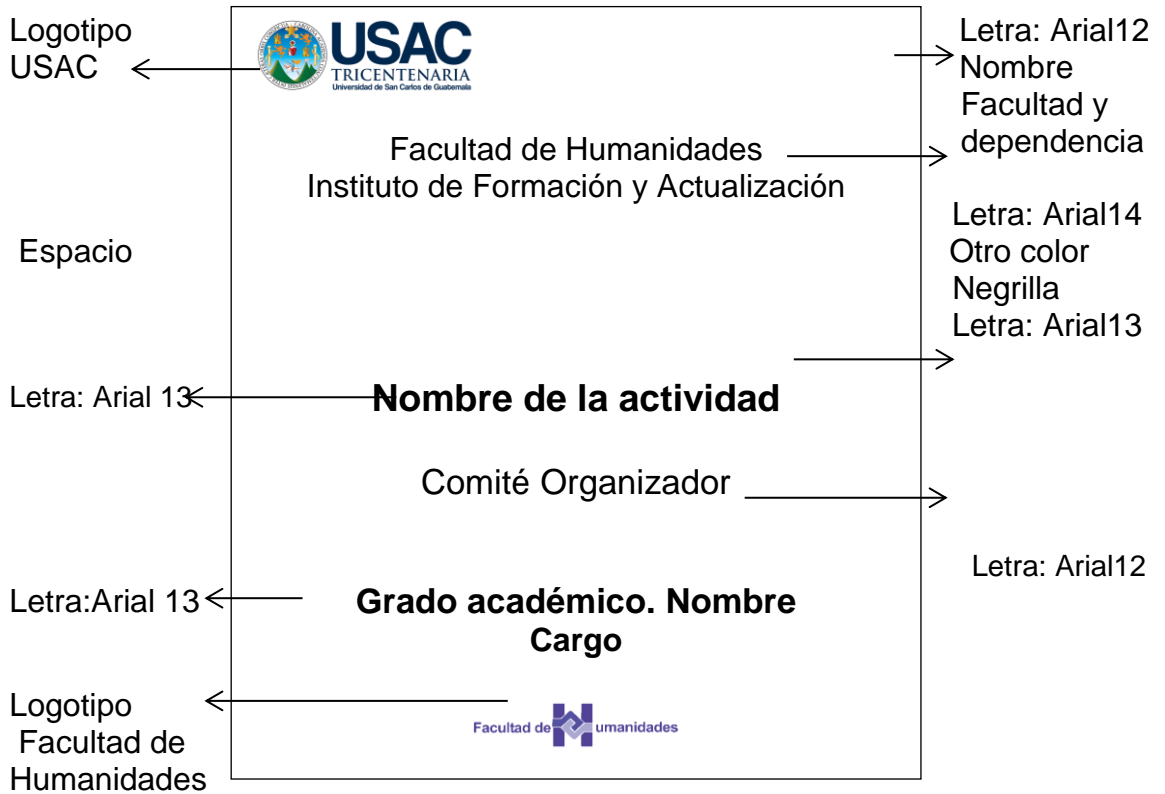 Logotipo
USAC
USAC
TRICENTENARIA
Universidad de San Carlos de Guatemala
Letra: Arial12
Nombre
Facultad y
dependencia
Facultad de Humanidades
Instituto de Formación y Actualización
Espacio
Letra: Arial14
Otro color
Negrilla
Letra: Arial13
Letra: Arial 13
Nombre de la actividad
Comité Organizador
Letra: Arial12
Letra:Arial 13
Grado académico. Nombre
Cargo
Logotipo
Facultad de
Humanidades
Facultad de Humanidades